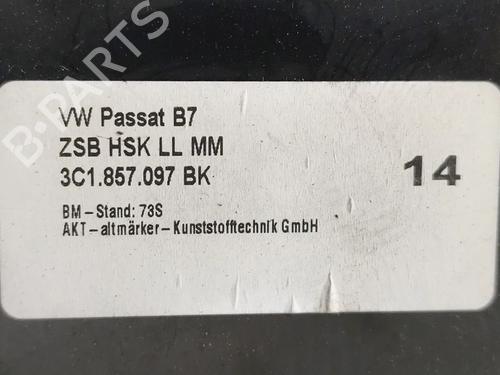 B-PARTS
VW Passat B7
ZSB HSK LL MM
3C1.857.097 BK
14
BM-Stand: 73S
AKT-altmärker-Kunststofftechnik GmbH